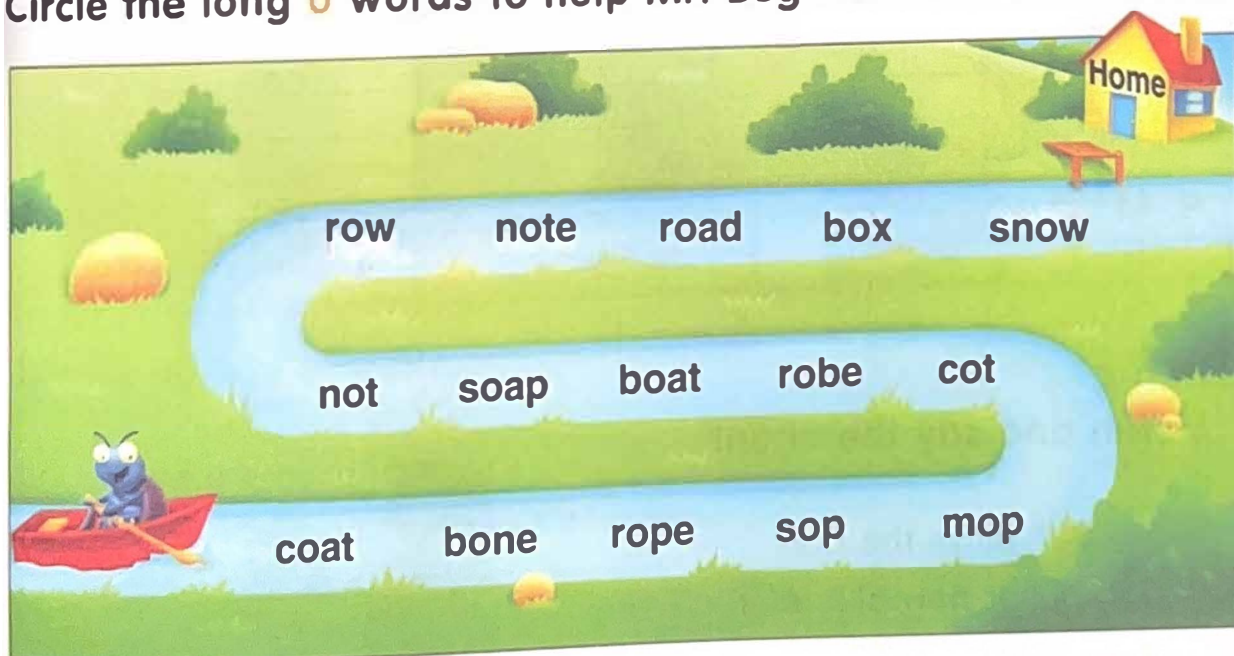 Circle the long o words to help Mr. Bug
Home
row note road box snow
not soap boat robe cot
coat bone rope sop mop